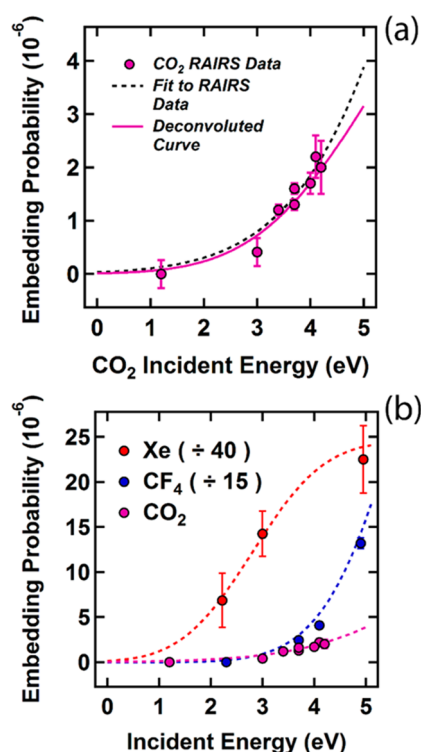 (a)
Embedding Probability (10⁻⁶)
4
3
2
1
0
CO₂ RAIRS Data
Fit to RAIRS
Data
Deconvoluted
Curve
0 1 2 3 4 5
CO₂ Incident Energy (eV)
(b)
Embedding Probability (10⁻⁶)
25
20
15
10
5
0
Xe ( ÷ 40)
CF₄ ( ÷ 15 )
CO₂
0 1 2 3 4 5
Incident Energy (eV)